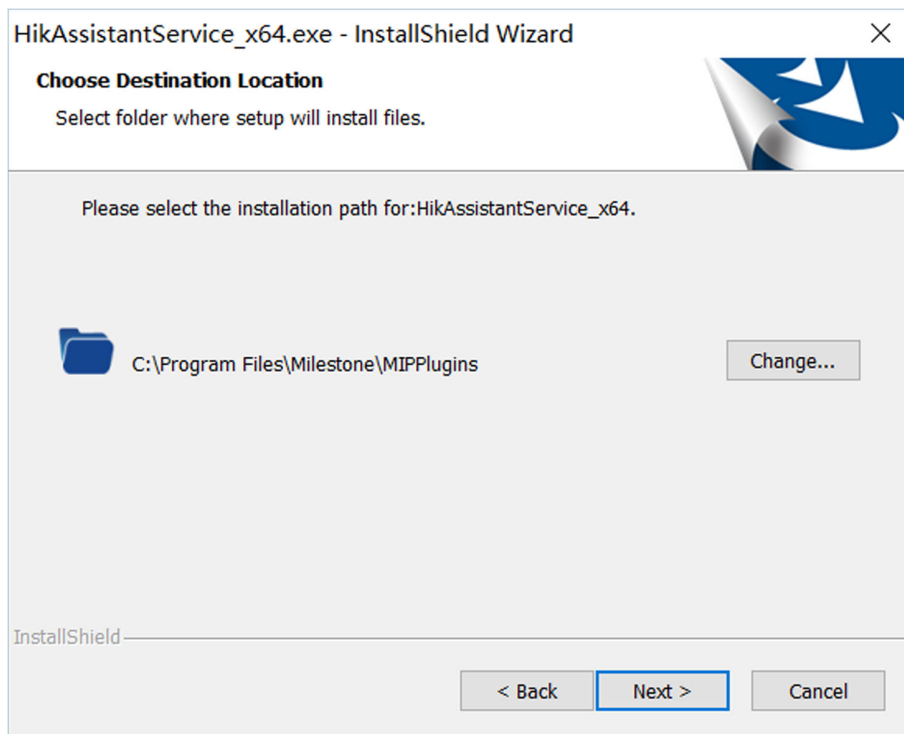 HikAssistantService_x64.exe - InstallShield Wizard
Choose Destination Location
Select folder where setup will install files.
Please select the installation path for:HikAssistantService_x64.
C:\Program Files\Milestone\MIPPlugins
Change...
InstallShield
< Back
Next >
Cancel